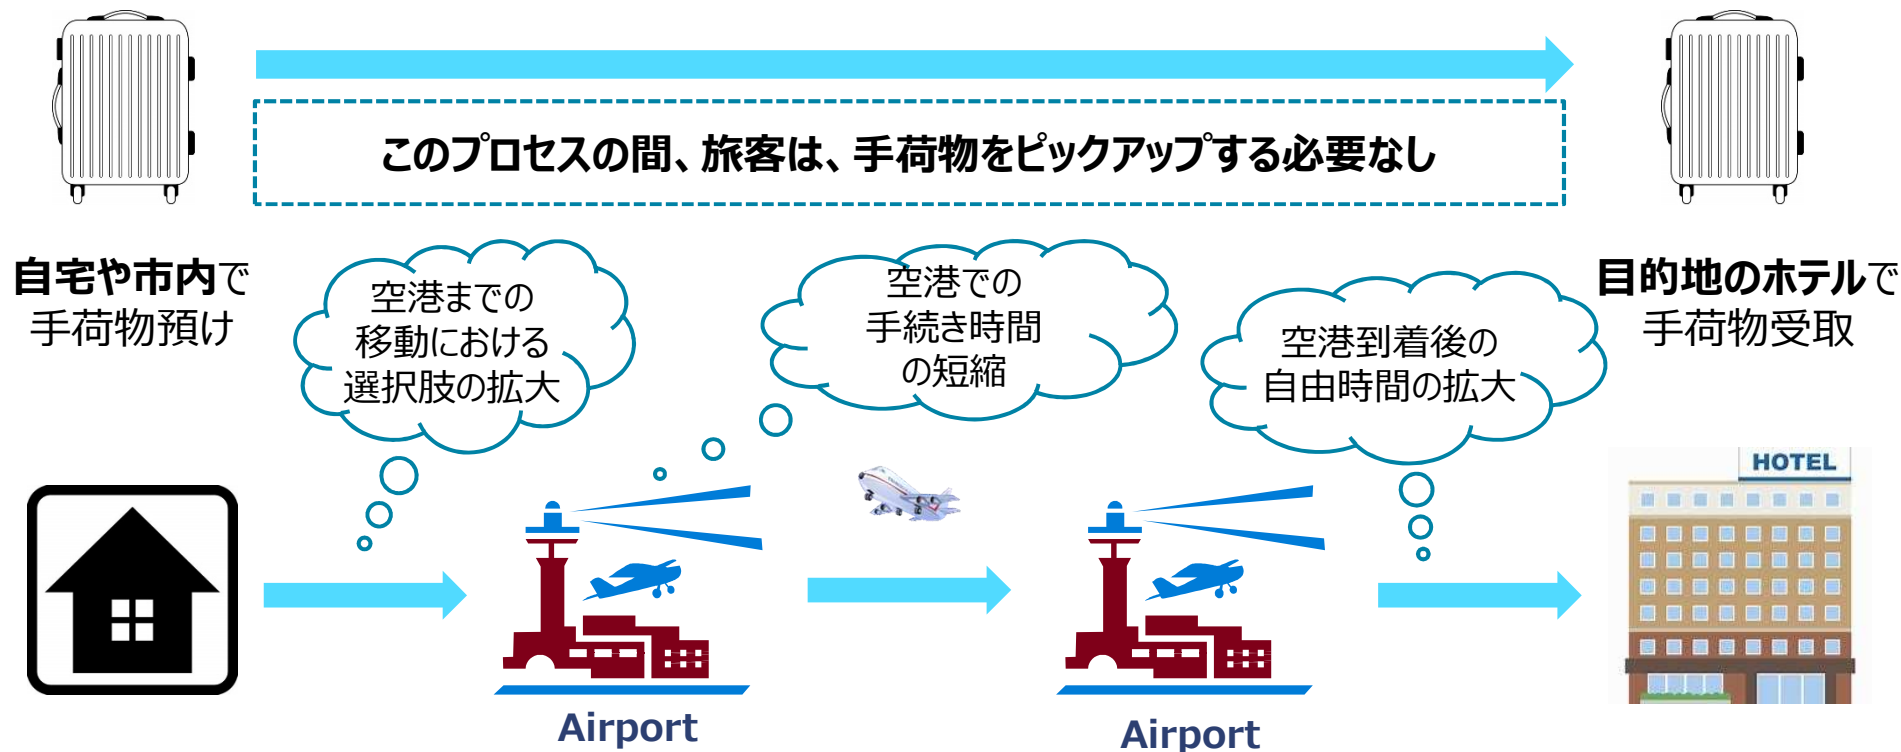 このプロセスの間、旅客は、手荷物をピックアップする必要なし
自宅や市内で
手荷物預け
空港までの
移動における
選択肢の拡大
空港での
手続き時間
の短縮
空港到着後の
自由時間の拡大
目的地のホテルで
手荷物受取
HOTEL
Airport
Airport